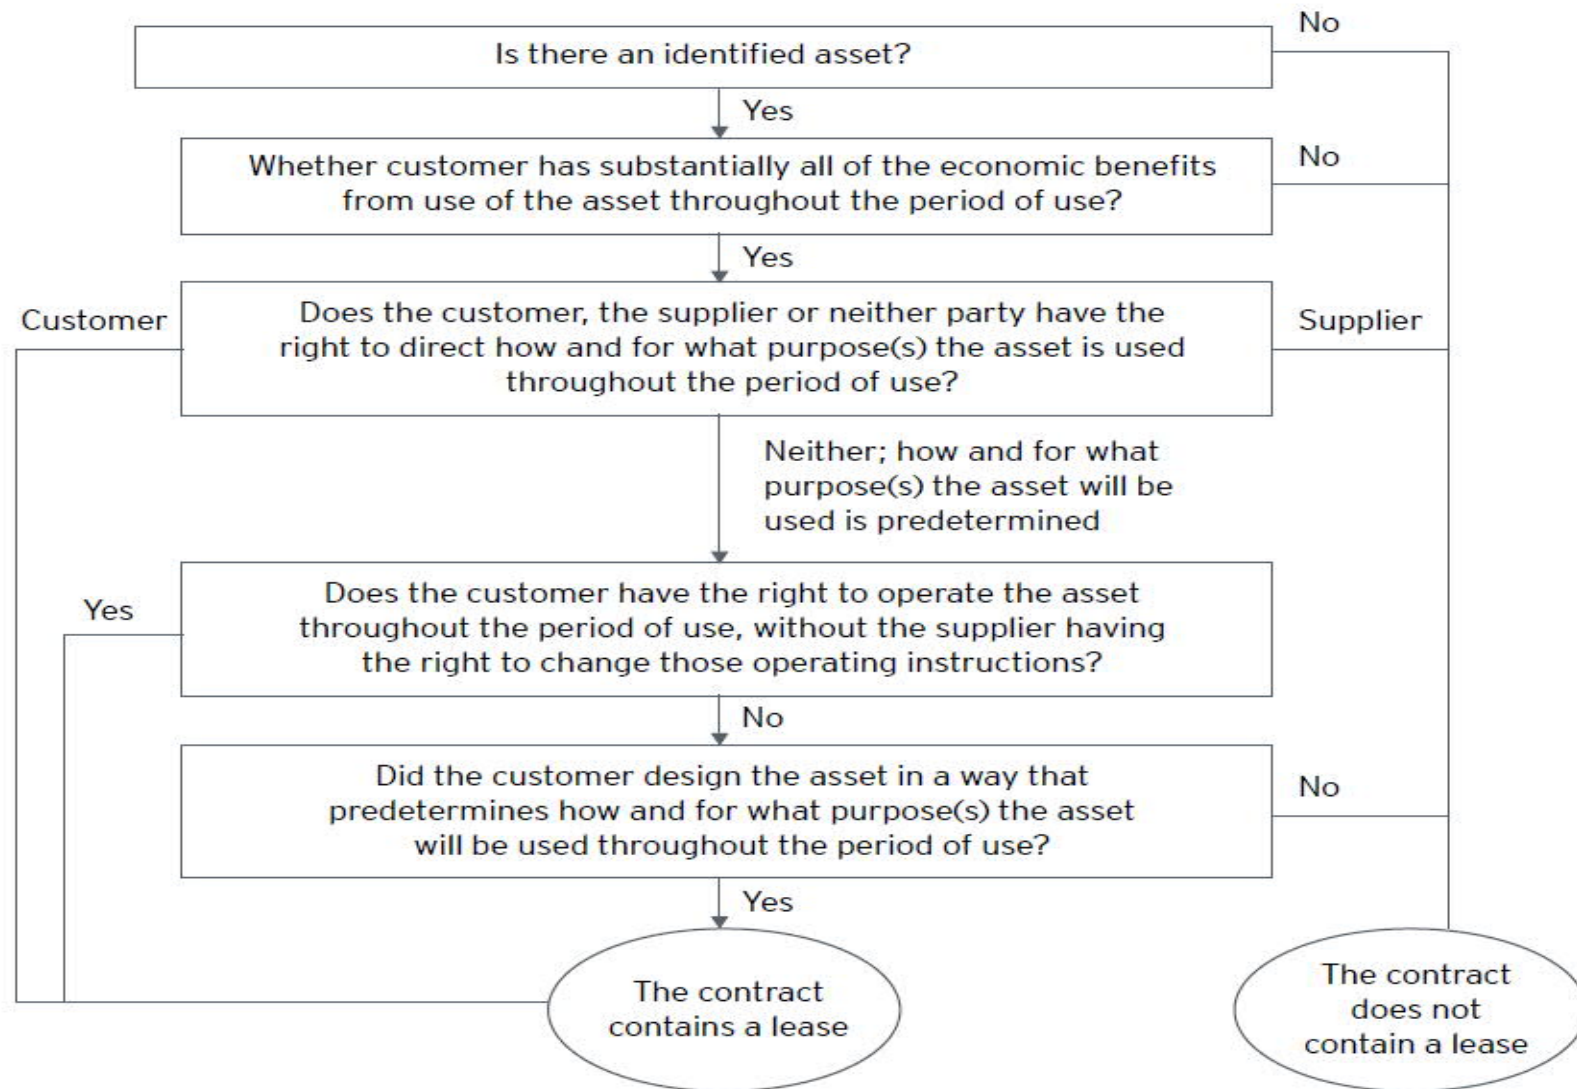 No
Is there an identified asset?
Yes
Whether customer has substantially all of the economic benefits
from use of the asset throughout the period of use?
No
Yes
Customer
Does the customer, the supplier or neither party have the
right to direct how and for what purpose(s) the asset is used
throughout the period of use?
Supplier
Neither; how and for what
purpose(s) the asset will be
used is predetermined
Yes
Does the customer have the right to operate the asset
throughout the period of use, without the supplier having
the right to change those operating instructions?
No
Did the customer design the asset in a way that
predetermines how and for what purpose(s) the asset
will be used throughout the period of use?
No
Yes
The contract
contains a lease
The contract
does not
contain a lease